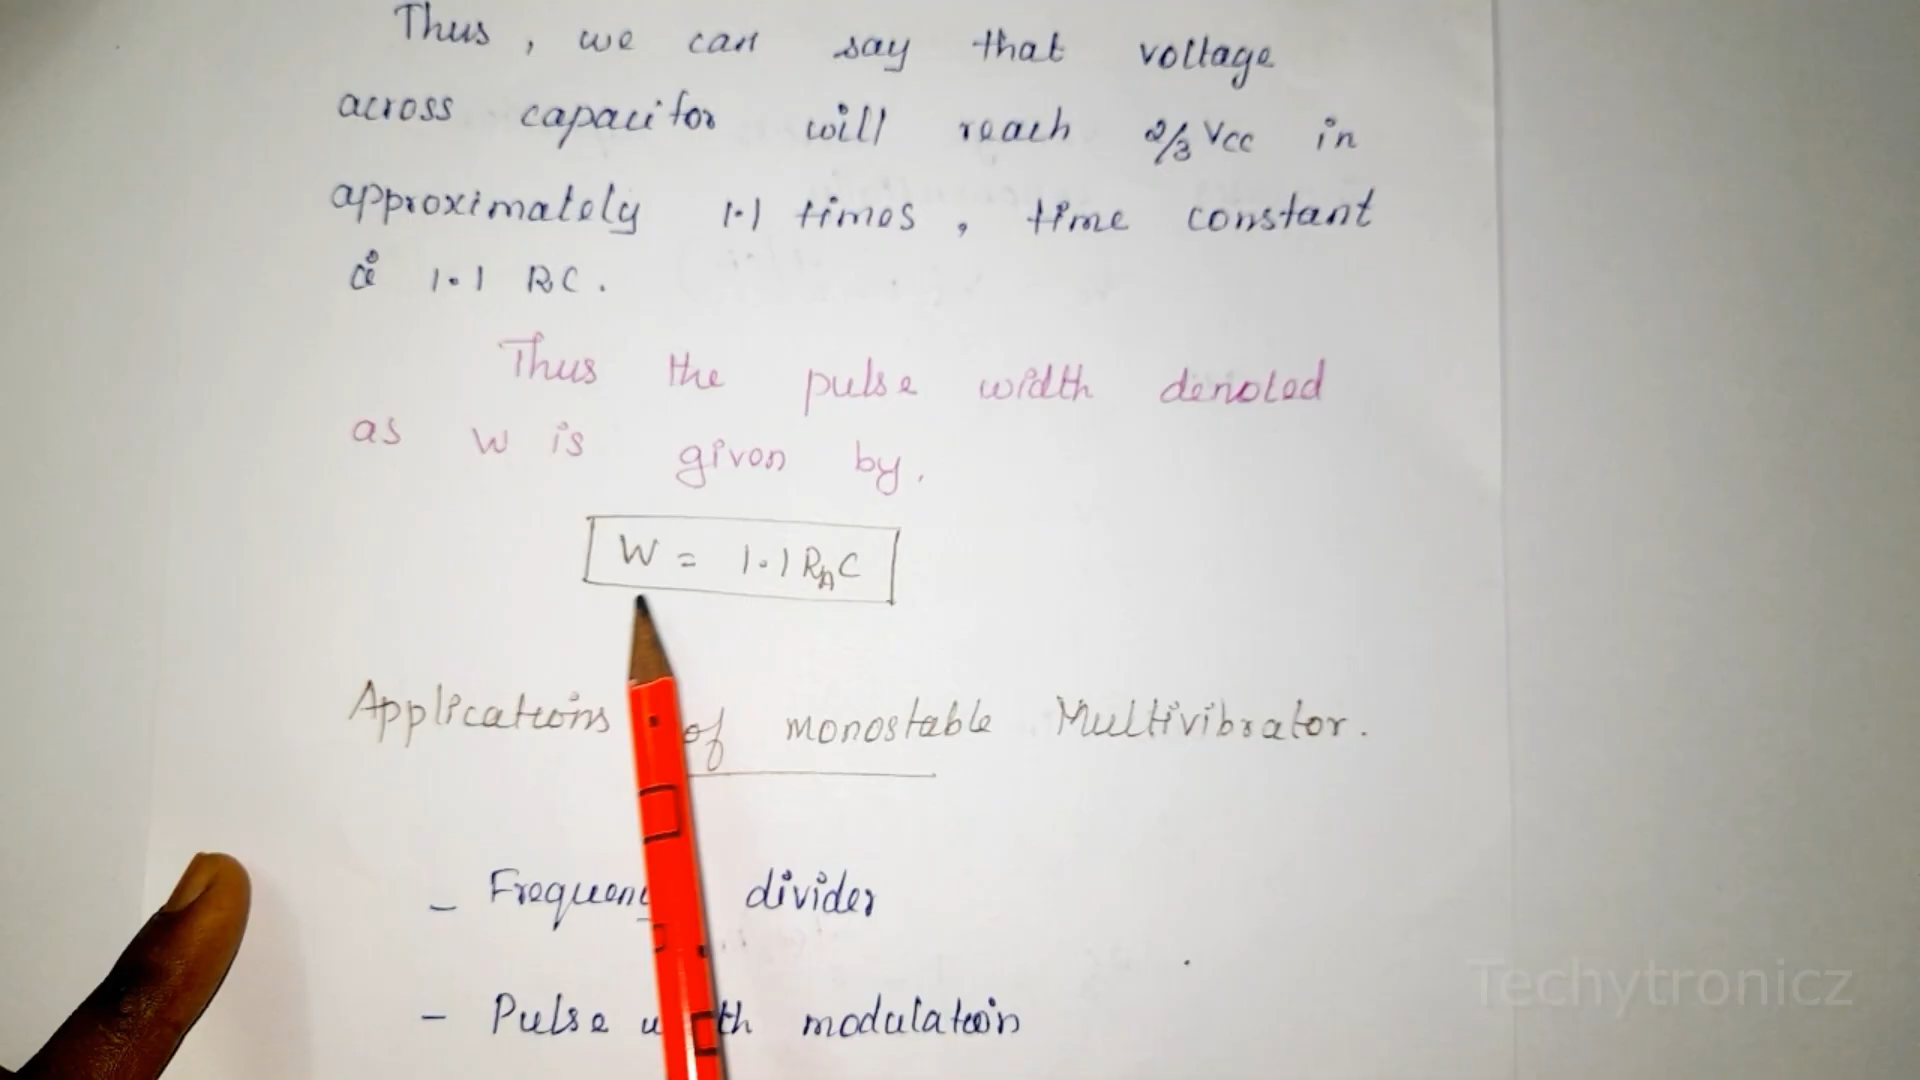 Thus, we can say that voltage
across capacitor will reach 2/3 Vcc in
approximately 1.1 times, time constant
ie 1.1 RC.
Thus the pulse width denoted
as W is given by,
W = 1.1 RAC
Applications of monostable Multivibrator.
- divider
- Pulse modulation
Techytronicz